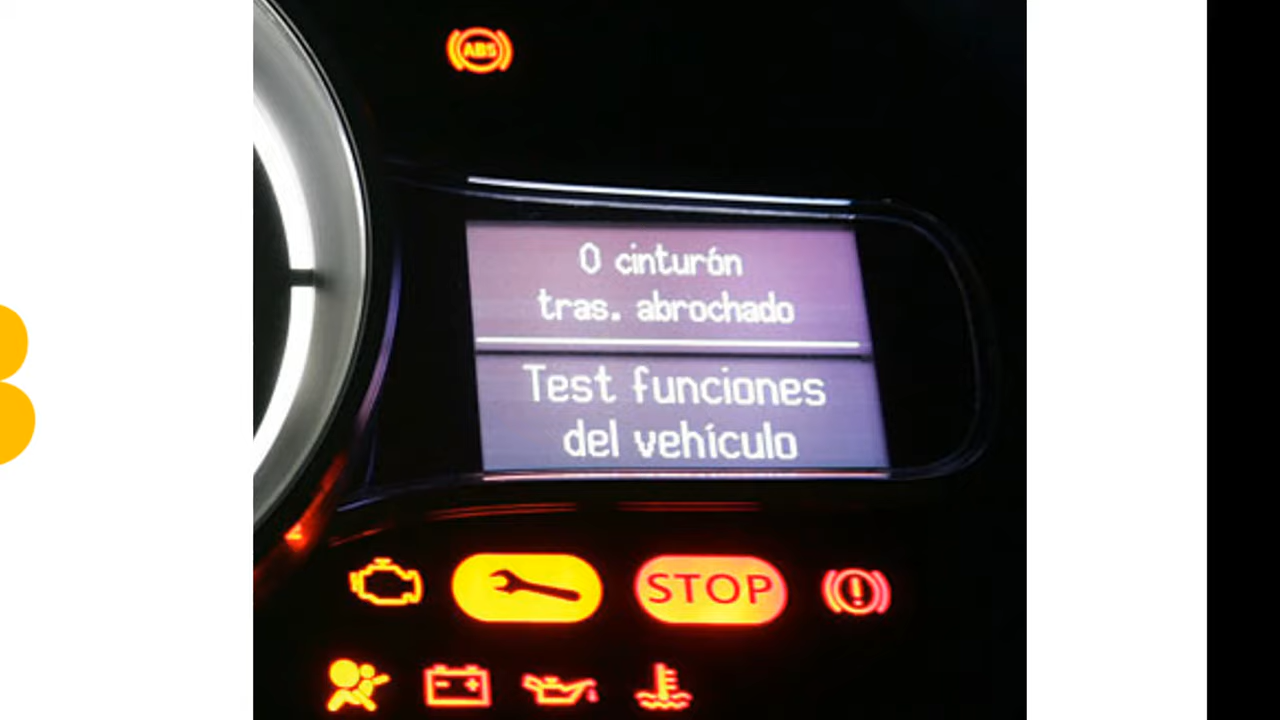 ABS
0 cinturón
tras. abrochado
Test funciones
del vehículo
STOP